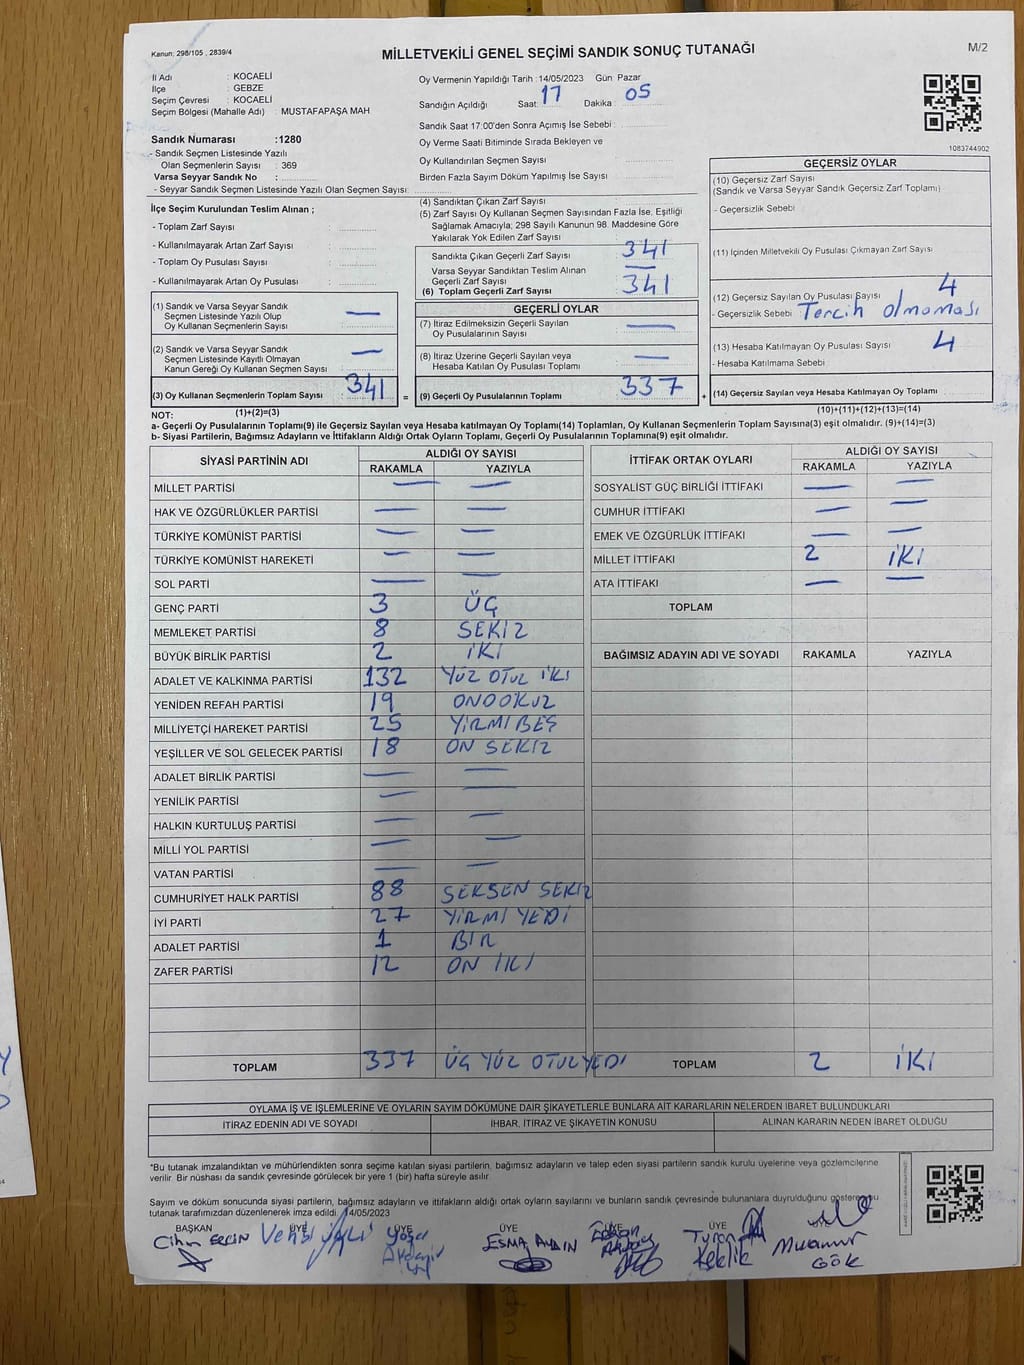 Kanun: 298/105 , 2839/4
MİLLETVEKİLİ GENEL SEÇİMİ SANDIK SONUÇ TUTANAĞI
M/2
İl Adı : KOCAELİ
İlçe : GEBZE
Seçim Çevresi : KOCAELİ
Seçim Bölgesi (Mahalle Adı) : MUSTAFAPAŞA MAH
Sandık Numarası :1280
- Sandık Seçmen Listesinde Yazılı
Olan Seçmenlerin Sayısı : 369
Varsa Seyyar Sandık No :
- Seyyar Sandık Seçmen Listesinde Yazılı Olan Seçmen Sayısı:
Oy Vermenin Yapıldığı Tarih :14/05/2023 Gün Pazar
Sandığın Açıldığı Saat 17 Dakika 05
Sandık Saat 17:00'den Sonra Açımış İse Sebebi :
Oy Verme Saati Bitiminde Sırada Bekleyen ve
Oy Kullandırılan Seçmen Sayısı
Birden Fazla Sayım Döküm Yapılmış İse Sayısı :
1083744902
İlçe Seçim Kurulundan Teslim Alınan ;
- Toplam Zarf Sayısı :
- Kullanılmayarak Artan Zarf Sayısı :
- Toplam Oy Pusulası Sayısı :
- Kullanılmayarak Artan Oy Pusulası :
(1) Sandık ve Varsa Seyyar Sandık
Seçmen Listesinde Yazılı Olup
Oy Kullanan Seçmenlerin Sayısı : —
(2) Sandık ve Varsa Seyyar Sandık
Seçmen Listesinde Kayıtlı Olmayan
Kanun Gereği Oy Kullanan Seçmen Sayısı : —
(3) Oy Kullanan Seçmenlerin Toplam Sayısı : 341
(4) Sandıktan Çıkan Zarf Sayısı :
(5) Zarf Sayısı Oy Kullanan Seçmen Sayısından Fazla İse, Eşitliği
Sağlamak Amacıyla; 298 Sayılı Kanunun 98. Maddesine Göre
Yakılarak Yok Edilen Zarf Sayısı :
Sandıkta Çıkan Geçerli Zarf Sayısı : 341
Varsa Seyyar Sandıktan Teslim Alınan
Geçerli Zarf Sayısı : —
(6) Toplam Geçerli Zarf Sayısı : 341
GEÇERLİ OYLAR
(7) İtiraz Edilmeksizin Geçerli Sayılan
Oy Pusulalarının Sayısı : —
(8) İtiraz Üzerine Geçerli Sayılan veya
Hesaba Katılan Oy Pusulası Toplamı : —
= (9) Geçerli Oy Pusulalarının Toplamı : 337 +
GEÇERSİZ OYLAR
(10) Geçersiz Zarf Sayısı
(Sandık ve Varsa Seyyar Sandık Geçersiz Zarf Toplamı)
- Geçersizlik Sebebi
(11) İçinden Milletvekili Oy Pusulası Çıkmayan Zarf Sayısı
(12) Geçersiz Sayılan Oy Pusulası Sayısı 4
- Geçersizlik Sebebi Tercih olmaması
(13) Hesaba Katılmayan Oy Pusulası Sayısı 4
- Hesaba Katılmama Sebebi
(14) Geçersiz Sayılan veya Hesaba Katılmayan Oy Toplamı
(1)+(2)=(3)
(10)+(11)+(12)+(13)=(14)
NOT:
a- Geçerli Oy Pusulalarının Toplamı(9) ile Geçersiz Sayılan veya Hesaba katılmayan Oy Toplamı(14) Toplamları, Oy Kullanan Seçmenlerin Toplam Sayısına(3) eşit olmalıdır. (9)+(14)=(3)
b- Siyasi Partilerin, Bağımsız Adayların ve İttifakların Aldığı Ortak Oyların Toplamı, Geçerli Oy Pusulalarının Toplamına(9) eşit olmalıdır.
SİYASİ PARTİNİN ADI ALDIĞI OY SAYISI
RAKAMLA YAZIYLA
MİLLET PARTİSİ — —
HAK VE ÖZGÜRLÜKLER PARTİSİ — —
TÜRKİYE KOMÜNİST PARTİSİ — —
TÜRKİYE KOMÜNİST HAREKETİ — —
SOL PARTİ — —
GENÇ PARTİ 3 ÜÇ
MEMLEKET PARTİSİ 8 SEKİZ
BÜYÜK BİRLİK PARTİSİ 2 İKİ
ADALET VE KALKINMA PARTİSİ 132 YÜZ OTUZ İKİ
YENİDEN REFAH PARTİSİ 19 ONDOKUZ
MİLLİYETÇİ HAREKET PARTİSİ 25 YİRMİBEŞ
YEŞİLLER VE SOL GELECEK PARTİSİ 18 ON SEKİZ
ADALET BİRLİK PARTİSİ — —
YENİLİK PARTİSİ — —
HALKIN KURTULUŞ PARTİSİ — —
MİLLİ YOL PARTİSİ — —
VATAN PARTİSİ — —
CUMHURİYET HALK PARTİSİ 88 SEKSEN SEKİZ
İYİ PARTİ 27 YİRMİ YEDİ
ADALET PARTİSİ 1 BİR
ZAFER PARTİSİ 12 ON İKİ
TOPLAM 337 ÜÇ YÜZ OTUZ YEDİ
İTTİFAK ORTAK OYLARI ALDIĞI OY SAYISI
RAKAMLA YAZIYLA
SOSYALİST GÜÇ BİRLİĞİ İTTİFAKI — —
CUMHUR İTTİFAKI — —
EMEK VE ÖZGÜRLÜK İTTİFAKI — —
MİLLET İTTİFAKI 2 İKİ
ATA İTTİFAKI — —
TOPLAM
BAĞIMSIZ ADAYIN ADI VE SOYADI RAKAMLA YAZIYLA
TOPLAM 2 İKİ
OYLAMA İŞ VE İŞLEMLERİNE VE OYLARIN SAYIM DÖKÜMÜNE DAİR ŞİKAYETLERLE BUNLARA AİT KARARLARIN NELERDEN İBARET BULUNDUKLARI
İTİRAZ EDENİN ADI VE SOYADI İHBAR, İTİRAZ VE ŞİKAYETİN KONUSU ALINAN KARARIN NEDEN İBARET OLDUĞU
*Bu tutanak imzalandıktan ve mühürlendikten sonra seçime katılan siyasi partilerin, bağımsız adayların ve talep eden siyasi partilerin sandık kurulu üyelerine veya gözlemcilerine
verilir. Bir nüshası da sandık çevresinde görülecek bir yere 1 (bir) hafta süreyle asılır.
Sayım ve döküm sonucunda siyasi partilerin, bağımsız adayların ve ittifakların aldığı ortak oyların sayılarını ve bunların sandık çevresinde bulunanlara duyrulduğunu gösteren
tutanak tarafımızdan düzenlenerek imza edildi. 14/05/2023
BAŞKAN ÜYE ÜYE ÜYE ÜYE ÜYE
ESMA AYDIN
Keklik
GÖK